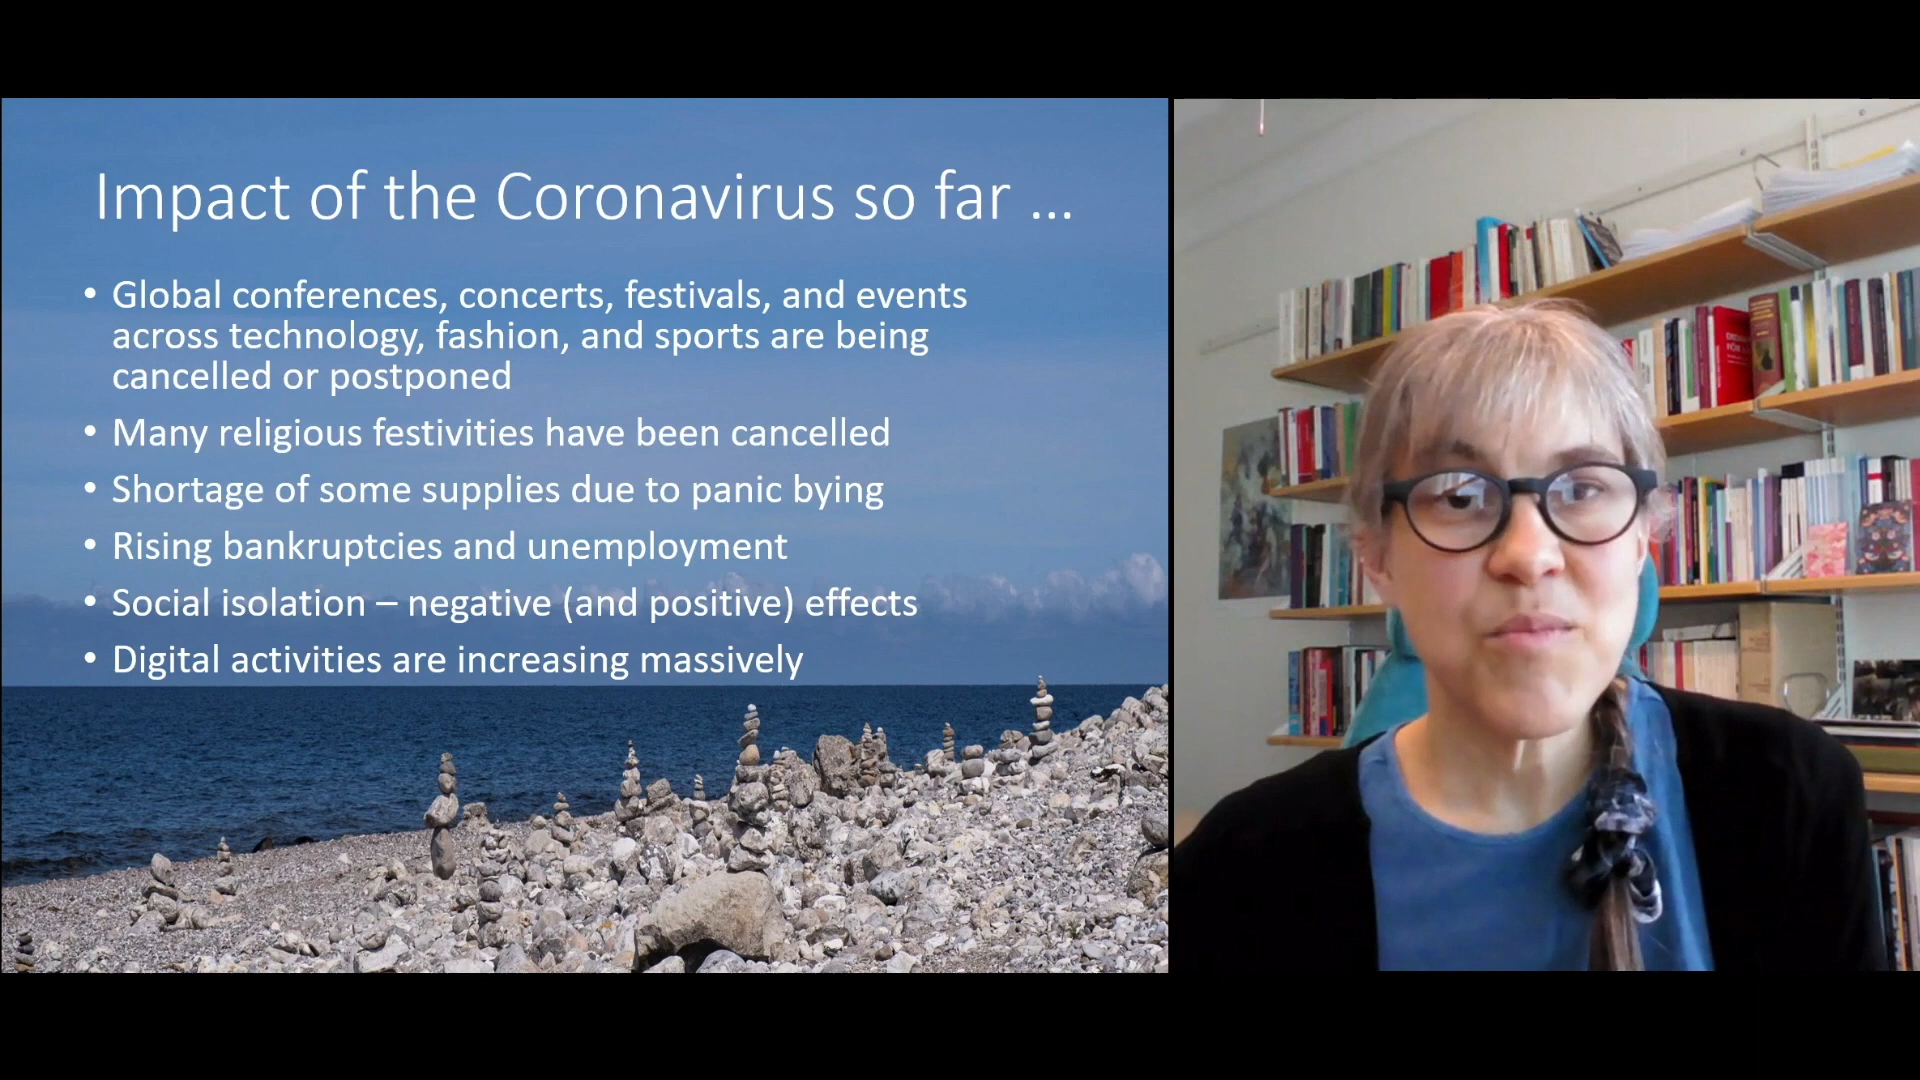 Impact of the Coronavirus so far ...
• Global conferences, concerts, festivals, and events
across technology, fashion, and sports are being
cancelled or postponed
• Many religious festivities have been cancelled
• Shortage of some supplies due to panic bying
• Rising bankruptcies and unemployment
• Social isolation – negative (and positive) effects
• Digital activities are increasing massively